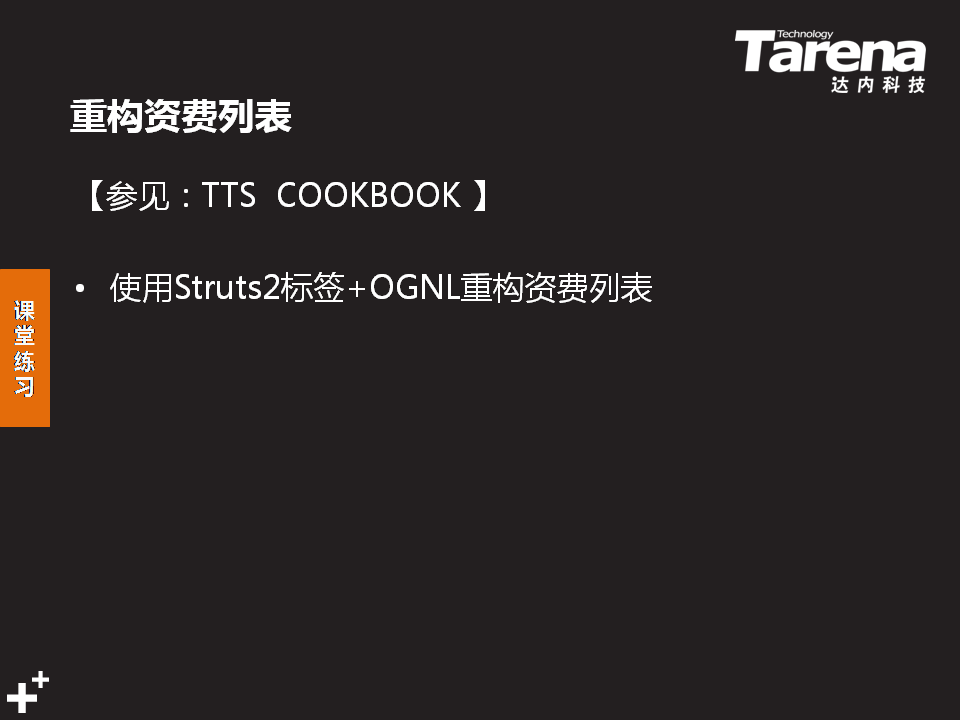 Technology
Tarena
达内科技
重构资费列表
【参见：TTS COOKBOOK 】
• 使用Struts2标签+OGNL重构资费列表
课
堂
练
习